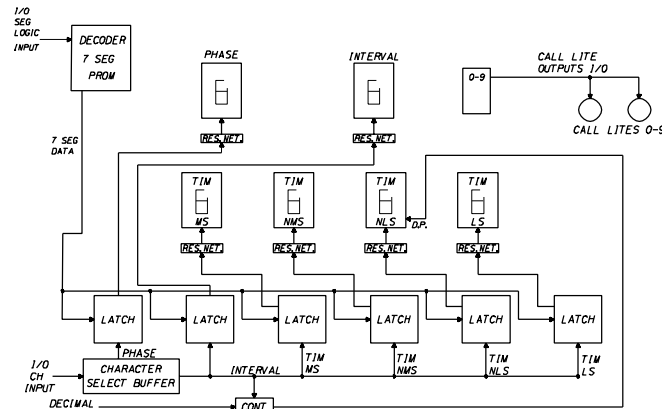 I/O
SEG
LOGIC
INPUT
DECODER
7 SEG
PROM
PHASE
INTERVAL
0-9
CALL LITE
OUTPUTS I/O
CALL LITES 0-9
7 SEG
DATA
RES.NET.
RES.NET.
TIM
MS
TIM
NMS
TIM
NLS
TIM
LS
D.P.
RES.NET.
RES.NET.
RES.NET.
RES.NET.
LATCH
LATCH
LATCH
LATCH
LATCH
LATCH
PHASE
I/O
CH
INPUT
CHARACTER
SELECT BUFFER
INTERVAL
TIM
MS
TIM
NMS
TIM
NLS
TIM
LS
DECIMAL
CONT